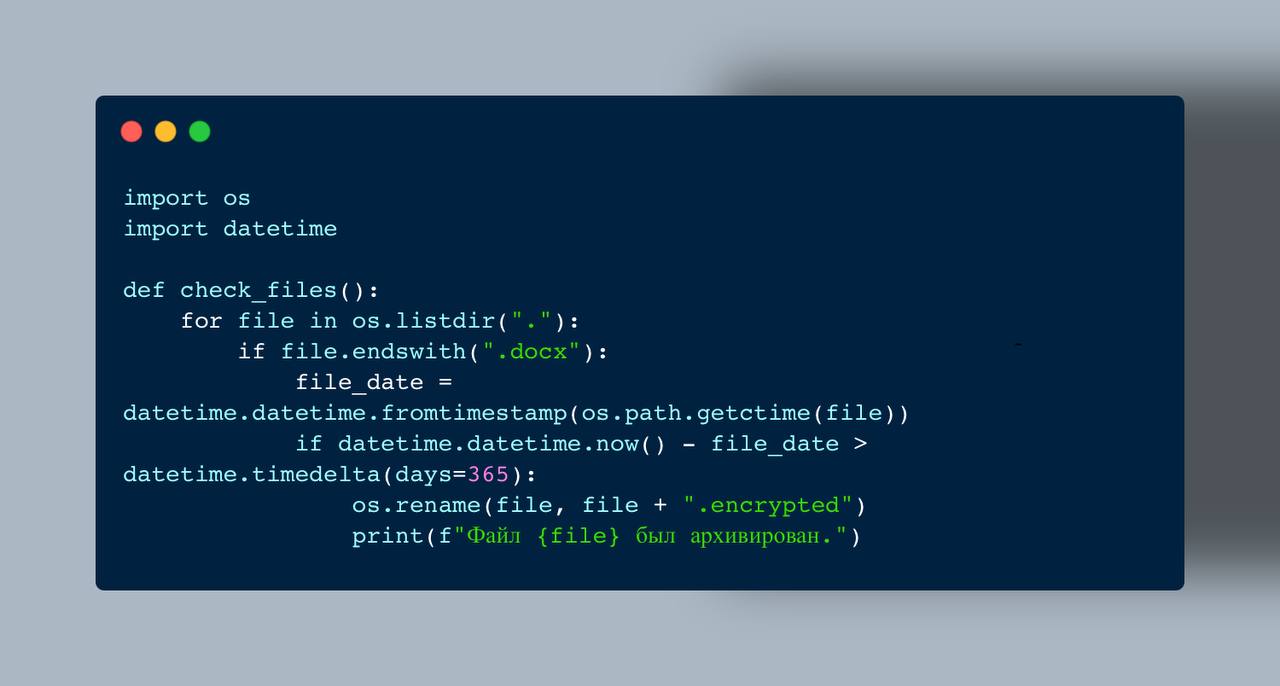 import os
import datetime
def check_files():
    for file in os.listdir("."):
        if file.endswith(".docx"):
            file_date =
datetime.datetime.fromtimestamp(os.path.getctime(file))
            if datetime.datetime.now() - file_date >
datetime.timedelta(days=365):
                os.rename(file, file + ".encrypted")
                print(f"Файл {file} был архивирован.")